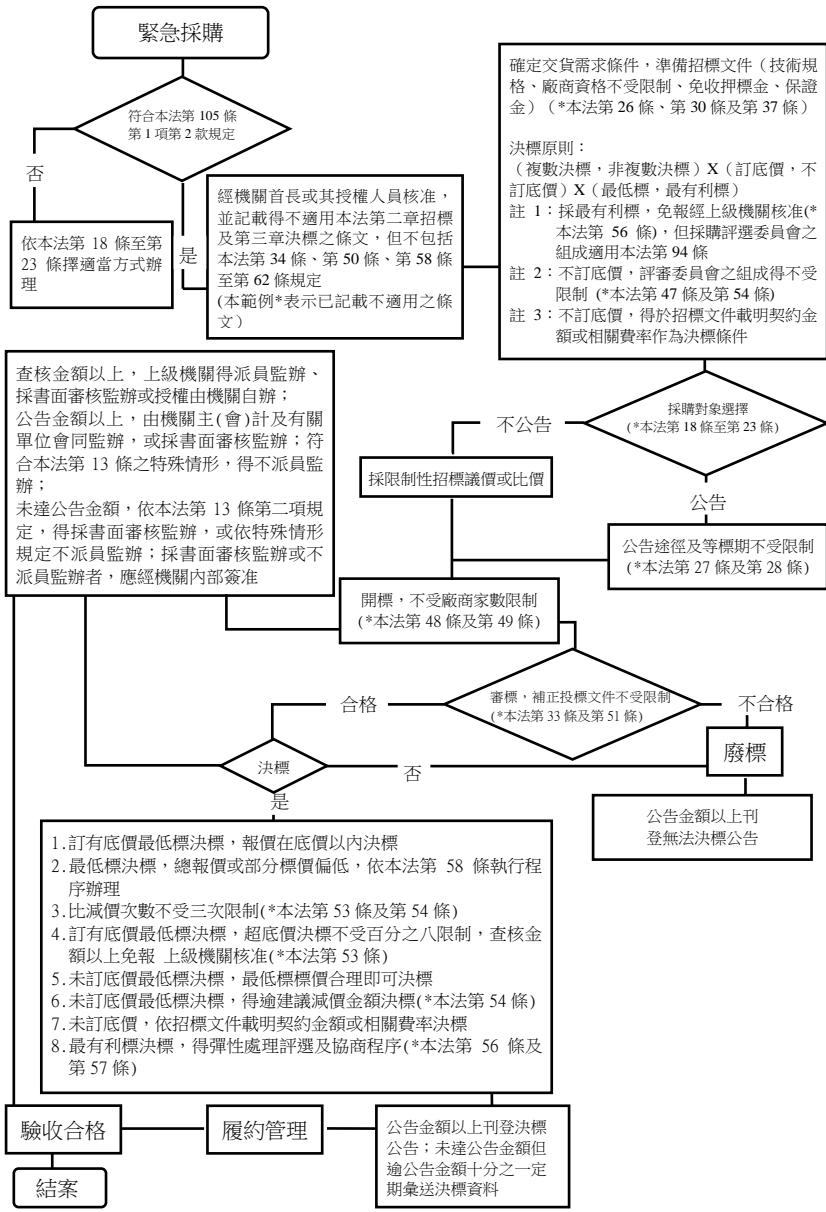 緊急採購
符合本法第 105 條
第 1 項第 2 款規定
否
是
依本法第 18 條至第
23 條擇適當方式辦
理
經機關首長或其授權人員核准，
並記載得不適用本法第二章招標
及第三章決標之條文，但不包括
本法第 34 條、第 50 條、第 58 條
至第 62 條規定
(本範例*表示已記載不適用之條
文)
確定交貨需求條件，準備招標文件（技術規
格、廠商資格不受限制、免收押標金、保證
金）（*本法第 26 條、第 30 條及第 37 條）
決標原則：
（複數決標，非複數決標）X（訂底價，不
訂底價）X（最低標，最有利標）
註 1：採最有利標，免報經上級機關核准(*
本法第 56 條)，但採購評選委員會之
組成適用本法第 94 條
註 2：不訂底價，評審委員會之組成得不受
限制 (*本法第 47 條及第 54 條)
註 3：不訂底價，得於招標文件載明契約金
額或相關費率作為決標條件
查核金額以上，上級機關得派員監辦、
採書面審核監辦或授權由機關自辦；
公告金額以上，由機關主(會)計及有關
單位會同監辦，或採書面審核監辦；符
合本法第 13 條之特殊情形，得不派員監
辦；
未達公告金額，依本法第 13 條第二項規
定，得採書面審核監辦，或依特殊情形
規定不派員監辦；採書面審核監辦或不
派員監辦者，應經機關內部簽准
採購對象選擇
(*本法第 18 條至第 23 條)
不公告
公告
採限制性招標議價或比價
公告途徑及等標期不受限制
(*本法第 27 條及第 28 條)
開標，不受廠商家數限制
(*本法第 48 條及第 49 條)
審標，補正投標文件不受限制
(*本法第 33 條及第 51 條)
合格
不合格
廢標
決標
否
是
公告金額以上刊
登無法決標公告
1.訂有底價最低標決標，報價在底價以內決標
2.最低標決標，總報價或部分標價偏低，依本法第 58 條執行程
序辦理
3.比減價次數不受三次限制(*本法第 53 條及第 54 條)
4.訂有底價最低標決標，超底價決標不受百分之八限制，查核金
額以上免報 上級機關核准(*本法第 53 條)
5.未訂底價最低標決標，最低標標價合理即可決標
6.未訂底價最低標決標，得逾建議減價金額決標(*本法第 54 條)
7.未訂底價，依招標文件載明契約金額或相關費率決標
8.最有利標決標，得彈性處理評選及協商程序(*本法第 56 條及
第 57 條)
驗收合格
履約管理
公告金額以上刊登決標
公告；未達公告金額但
逾公告金額十分之一定
期彙送決標資料
結案